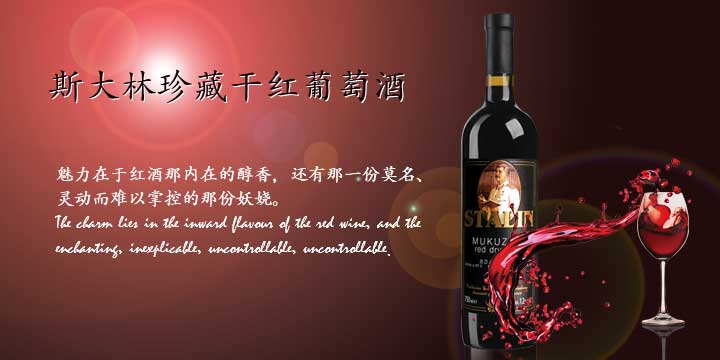 斯大林珍藏干红葡萄酒
魅力在于红酒那内在的醇香，还有那一份莫名、
灵动而难以掌控的那份妖娆。
The charm lies in the inward flavour of the red wine, and the
enchanting, inexplicable, uncontrollable, uncontrollable.
STALIN
MUKUZ
red dry